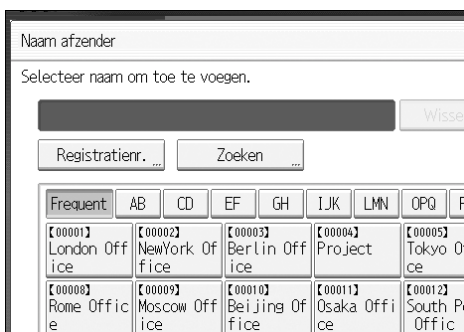 Naam afzender
Selecteer naam om toe te voegen.
Wisse
Registratienr. ... Zoeken ...
Frequent AB CD EF GH IJK LMN OPQ
【00001】 【00002】 【00003】 【00004】 【00005】
London Off NewYork Of Berlin Off Project Tokyo O
ice fice ice ce
【00008】 【00009】 【00010】 【00011】 【00012】
Rome Offic Moscow Off Beijing Of Osaka Offi South P
e ice fice ce Offic